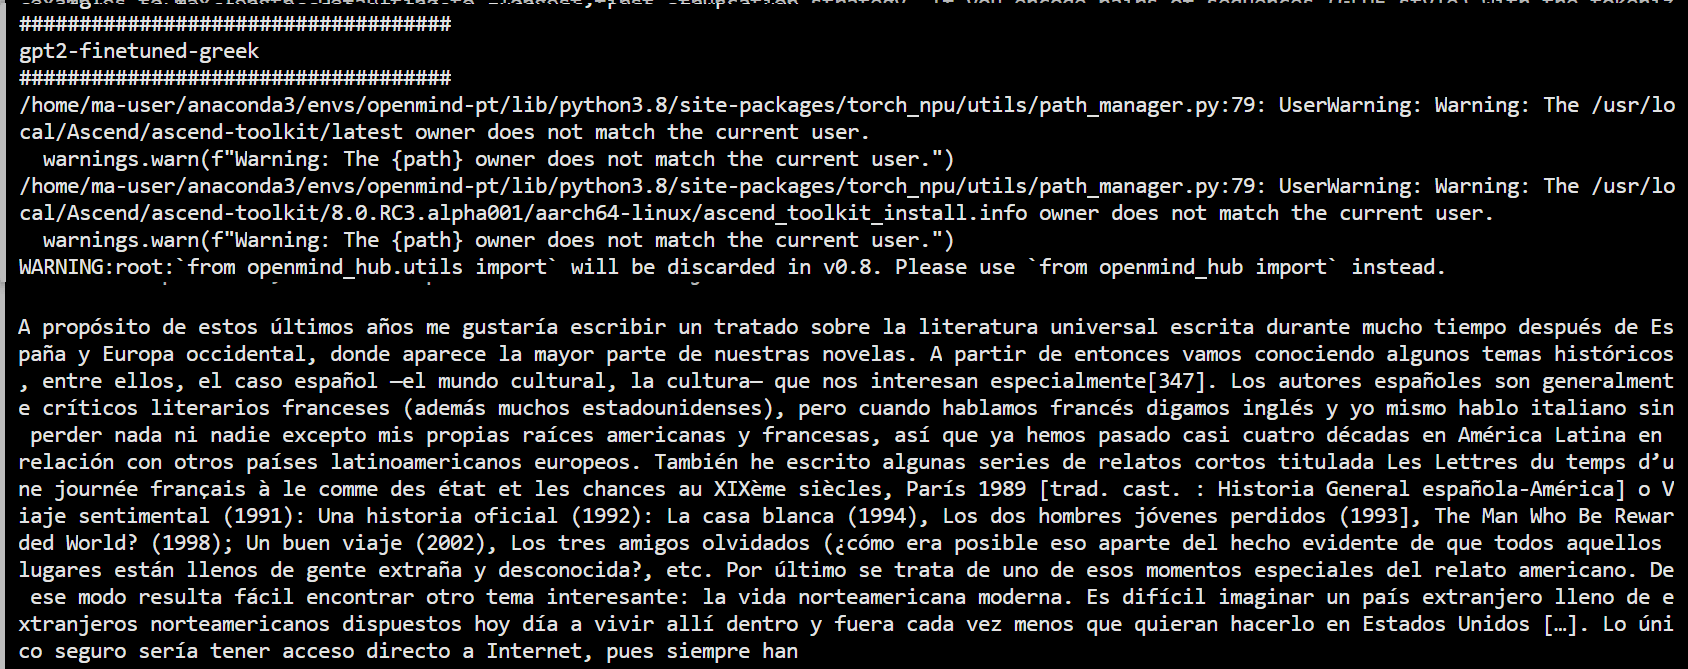 ###################################
gpt2-finetuned-greek
###################################
/home/ma-user/anaconda3/envs/openmind-pt/lib/python3.8/site-packages/torch_npu/utils/path_manager.py:79: UserWarning: Warning: The /usr/lo
cal/Ascend/ascend-toolkit/latest owner does not match the current user.
  warnings.warn(f"Warning: The {path} owner does not match the current user.")
/home/ma-user/anaconda3/envs/openmind-pt/lib/python3.8/site-packages/torch_npu/utils/path_manager.py:79: UserWarning: Warning: The /usr/lo
cal/Ascend/ascend-toolkit/8.0.RC3.alpha001/aarch64-linux/ascend_toolkit_install.info owner does not match the current user.
  warnings.warn(f"Warning: The {path} owner does not match the current user.")
WARNING:root:`from openmind_hub.utils import` will be discarded in v0.8. Please use `from openmind_hub import` instead.
A propósito de estos últimos años me gustaría escribir un tratado sobre la literatura universal escrita durante mucho tiempo después de Es
paña y Europa occidental, donde aparece la mayor parte de nuestras novelas. A partir de entonces vamos conociendo algunos temas históricos
, entre ellos, el caso español —el mundo cultural, la cultura— que nos interesan especialmente[347]. Los autores españoles son generalment
e críticos literarios franceses (además muchos estadounidenses), pero cuando hablamos francés digamos inglés y yo mismo hablo italiano sin
 perder nada ni nadie excepto mis propias raíces americanas y francesas, así que ya hemos pasado casi cuatro décadas en América Latina en
relación con otros países latinoamericanos europeos. También he escrito algunas series de relatos cortos titulada Les Lettres du temps d’u
ne journée français à le comme des état et les chances au XIXème siècles, París 1989 [trad. cast. : Historia General española-América] o V
iaje sentimental (1991): Una historia oficial (1992): La casa blanca (1994), Los dos hombres jóvenes perdidos (1993], The Man Who Be Rewar
ded World? (1998); Un buen viaje (2002), Los tres amigos olvidados (¿cómo era posible eso aparte del hecho evidente de que todos aquellos
lugares están llenos de gente extraña y desconocida?, etc. Por último se trata de uno de esos momentos especiales del relato americano. De
 ese modo resulta fácil encontrar otro tema interesante: la vida norteamericana moderna. Es difícil imaginar un país extranjero lleno de e
xtranjeros norteamericanos dispuestos hoy día a vivir allí dentro y fuera cada vez menos que quieran hacerlo en Estados Unidos […]. Lo úni
co seguro sería tener acceso directo a Internet, pues siempre han